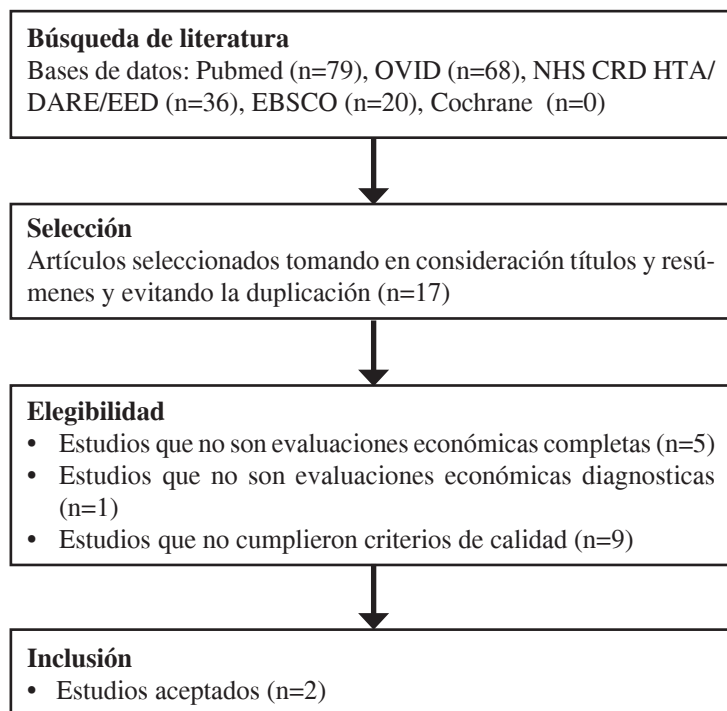 Búsqueda de literatura
Bases de datos: Pubmed (n=79), OVID (n=68), NHS CRD HTA/
DARE/EED (n=36), EBSCO (n=20), Cochrane (n=0)
Selección
Artículos seleccionados tomando en consideración títulos y resú-
menes y evitando la duplicación (n=17)
Elegibilidad
• Estudios que no son evaluaciones económicas completas (n=5)
• Estudios que no son evaluaciones económicas diagnosticas
(n=1)
• Estudios que no cumplieron criterios de calidad (n=9)
Inclusión
• Estudios aceptados (n=2)